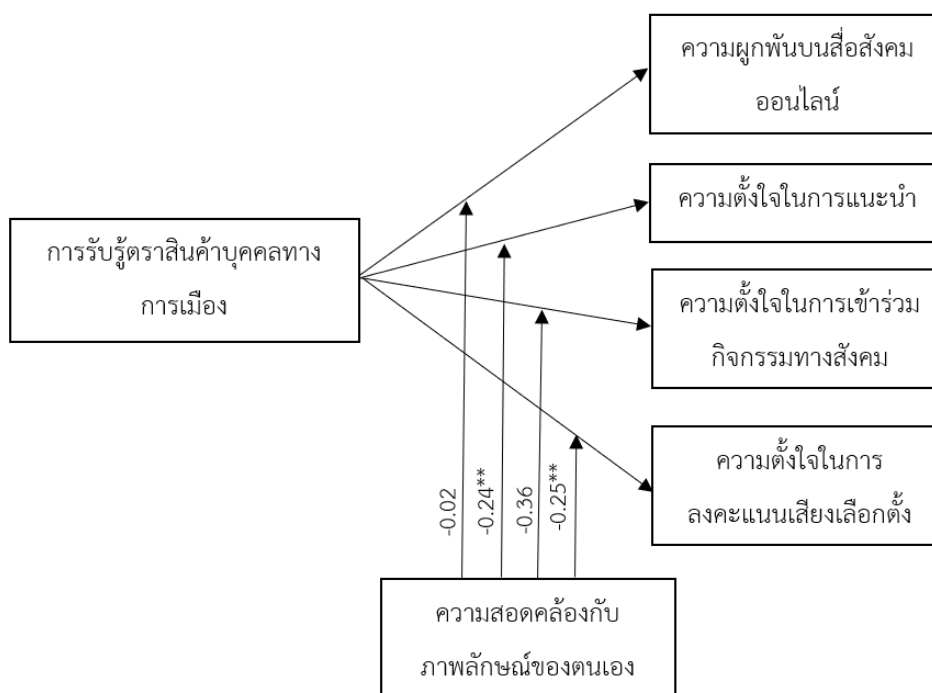 ความผูกพันบนสื่อสังคม
ออนไลน์
ความตั้งใจในการแนะนำ
การรับรู้ตราสินค้าบุคคลทาง
การเมือง
ความตั้งใจในการเข้าร่วม
กิจกรรมทางสังคม
ความตั้งใจในการ
ลงคะแนนเสียงเลือกตั้ง
-0.02
-0.24**
-0.36
-0.25**
ความสอดคล้องกับ
ภาพลักษณ์ของตนเอง